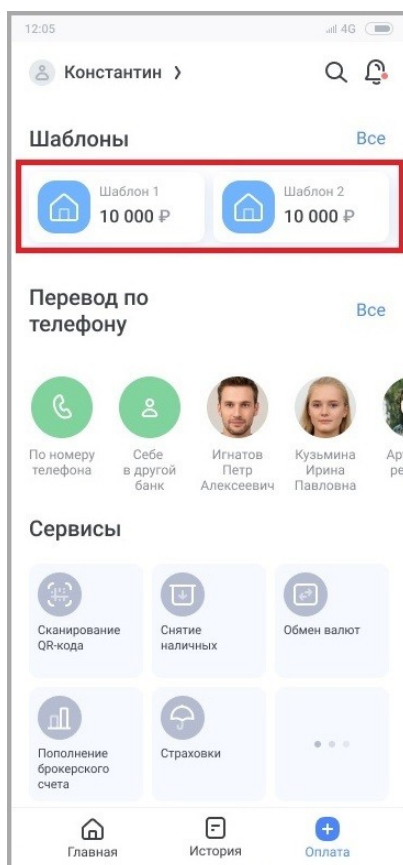 12:05 4G
Константин
Шаблоны Все
Шаблон 1 Шаблон 2
10 000 ₽ 10 000 ₽
Перевод по
телефону
Все
По номеру
телефона
Себе
в другой
банк
Игнатов
Петр
Алексеевич
Кузьмина
Ирина
Павловна
Ар
ре
Сервисы
Сканирование
QR-кода
Снятие
наличных
Обмен валют
Пополнение
брокерского
счета
Страховки
Главная История Оплата